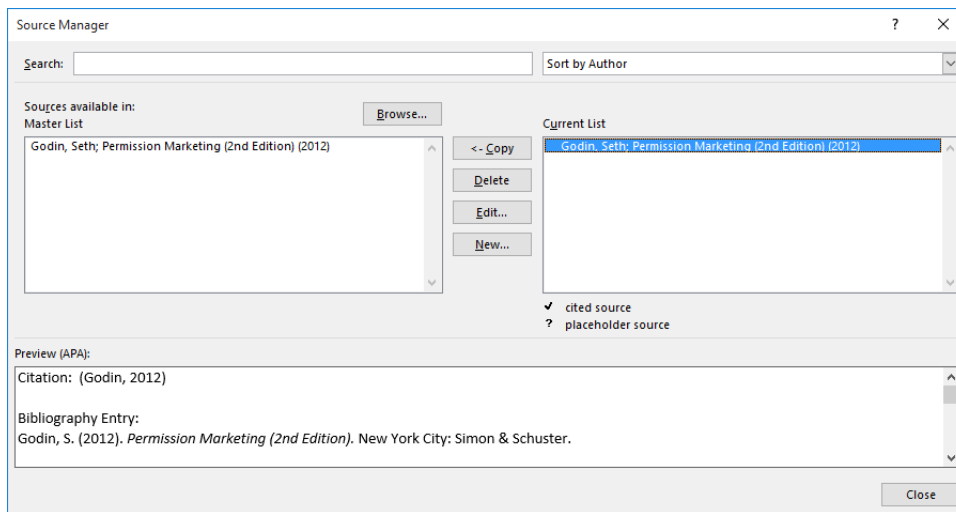 Source Manager ? X
Search: Sort by Author
Sources available in:
Master List
Browse...
Current List
Godin, Seth; Permission Marketing (2nd Edition) (2012)
<- Copy
Godin, Seth; Permission Marketing (2nd Edition) (2012)
Delete
Edit...
New...
✓ cited source
? placeholder source
Preview (APA):
Citation: (Godin, 2012)
Bibliography Entry:
Godin, S. (2012). Permission Marketing (2nd Edition). New York City: Simon & Schuster.
Close